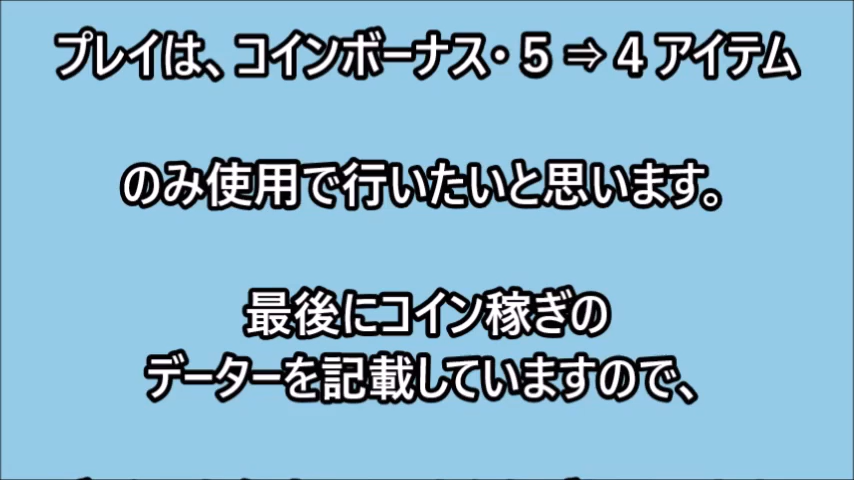 プレイは、コインボーナス・５⇒４アイテム
のみ使用で行いたいと思います。
最後にコイン稼ぎの
データーを記載していますので、